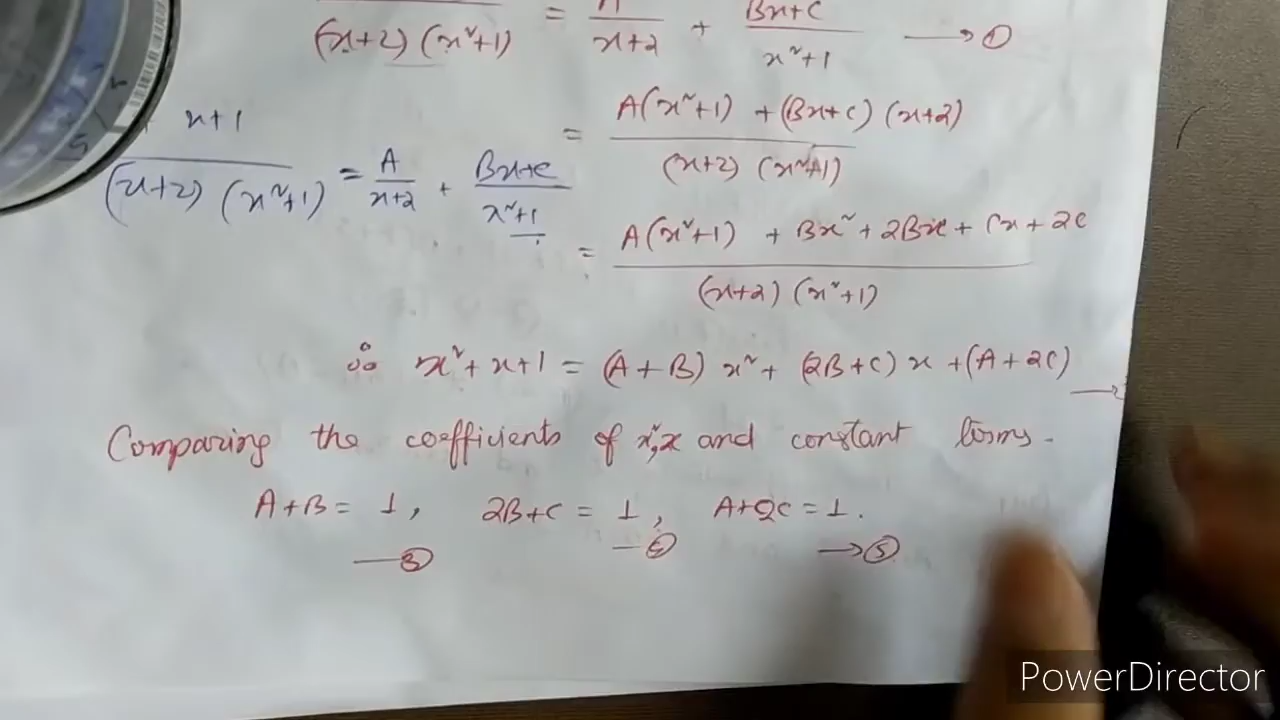 (x+2) (x²+1) = A/x+2 + Bx+C/x²+1 → ①
= A(x²+1) + (Bx+C) (x+2)/(x+2) (x²+1)
x+1/(x+2) (x²+1) = A/x+2 + Bx+C/x²+1
= A(x²+1) + Bx² + 2Bx + Cx + 2C/(x+2) (x²+1)
∴ x² + x + 1 = (A+B) x² + (2B+C) x + (A+2C) →
Comparing the coefficients of x², x and constant terms.
A+B = 1, 2B+C = 1, A+2C = 1.
— ③ — → ⑤
PowerDirector